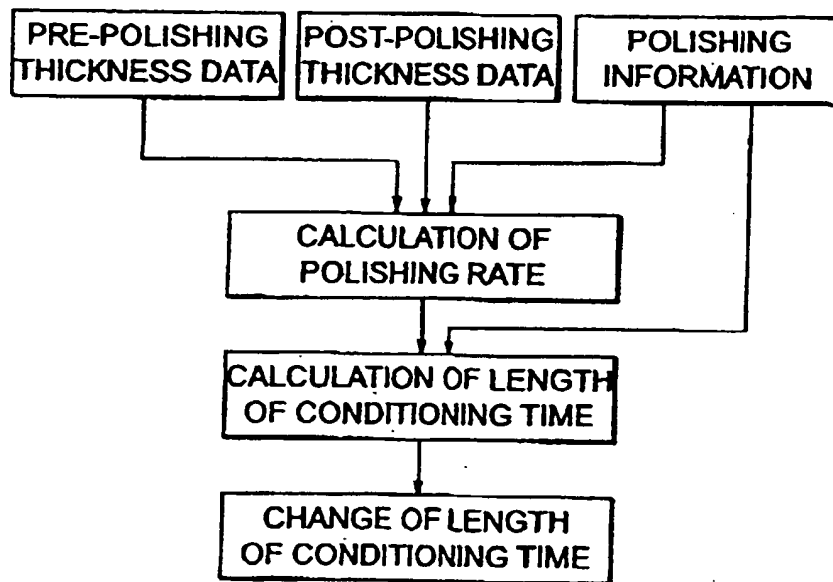 PRE-POLISHING
THICKNESS DATA
POST-POLISHING
THICKNESS DATA
POLISHING
INFORMATION
CALCULATION OF
POLISHING RATE
CALCULATION OF LENGTH
OF CONDITIONING TIME
CHANGE OF LENGTH
OF CONDITIONING TIME